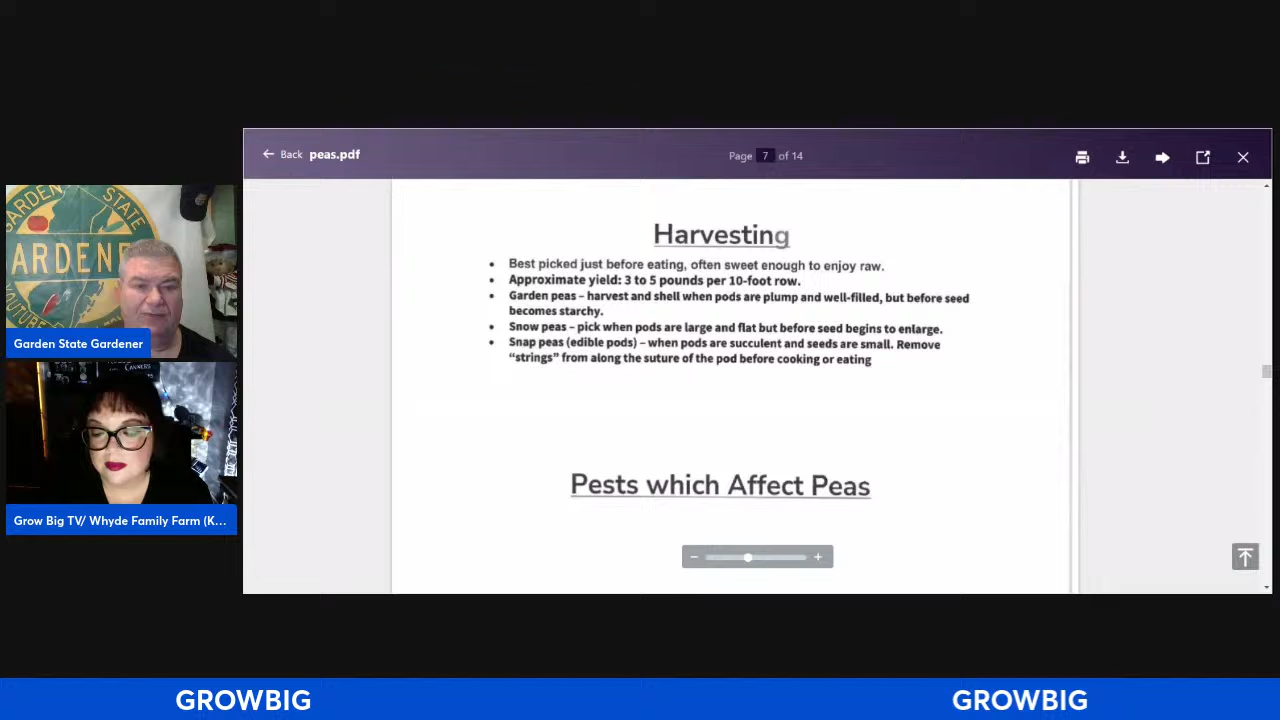 ← Back peas.pdf
Page 7 of 14
GARDEN STATE
ARDENE
YOUTUBE
Garden State Gardener
Grow Big TV/ Whyde Family Farm (K...
Harvesting
• Best picked just before eating, often sweet enough to enjoy raw.
• Approximate yield: 3 to 5 pounds per 10-foot row.
• Garden peas – harvest and shell when pods are plump and well-filled, but before seed
becomes starchy.
• Snow peas – pick when pods are large and flat but before seed begins to enlarge.
• Snap peas (edible pods) – when pods are succulent and seeds are small. Remove
“strings” from along the suture of the pod before cooking or eating
Pests which Affect Peas
GROWBIG
GROWBIG